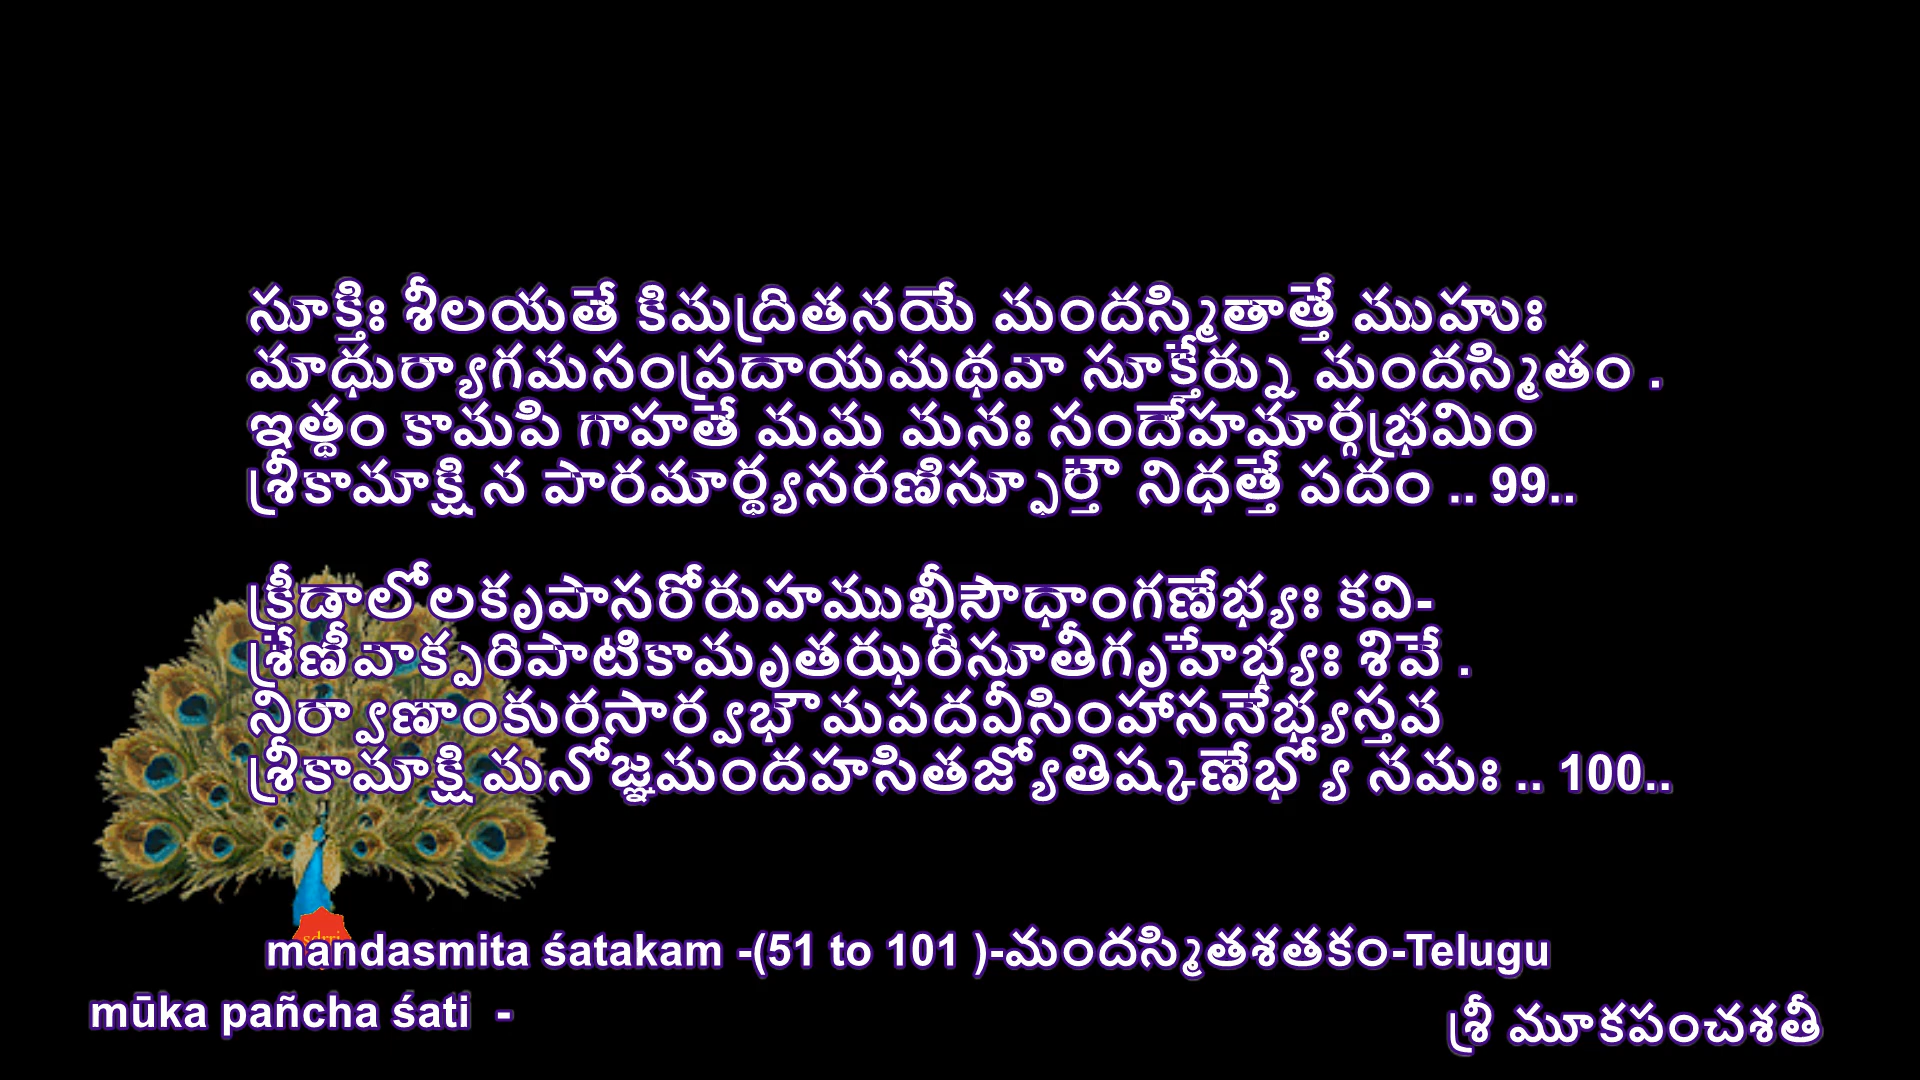 సూక్తిః శీలయతే కిమద్రితనయే మందస్మితాత్తే ముహుః
మాధుర్యాగమసంప్రదాయమథవా సూక్తేర్ను మందస్మితం .
ఇత్థం కామపి గాహతే మమ మనః సందేహమార్గభ్రమిం
శ్రీకామాక్షి న పారమార్థ్యసరణిస్ఫూర్తౌ నిధత్తే పదం .. 99..
క్రీడాలోలకృపాసరోరుహముఖీసౌధాంగణేభ్యః కవి-
శ్రేణీవాక్పరిపాటికామృతఝరీసూతీగృహేభ్యః శివే .
నిర్వాణాంకురసార్వభౌమపదవీసింహాసనేభ్యస్తవ
శ్రీకామాక్షి మనోజ్ఞమందహసితజ్యోతిష్కణేభ్యో నమః .. 100..
sdrri
mandasmita śatakam -(51 to 101 )-మందస్మితశతకం-Telugu
mūka pañcha śati -
శ్రీ మూకపంచశతీ